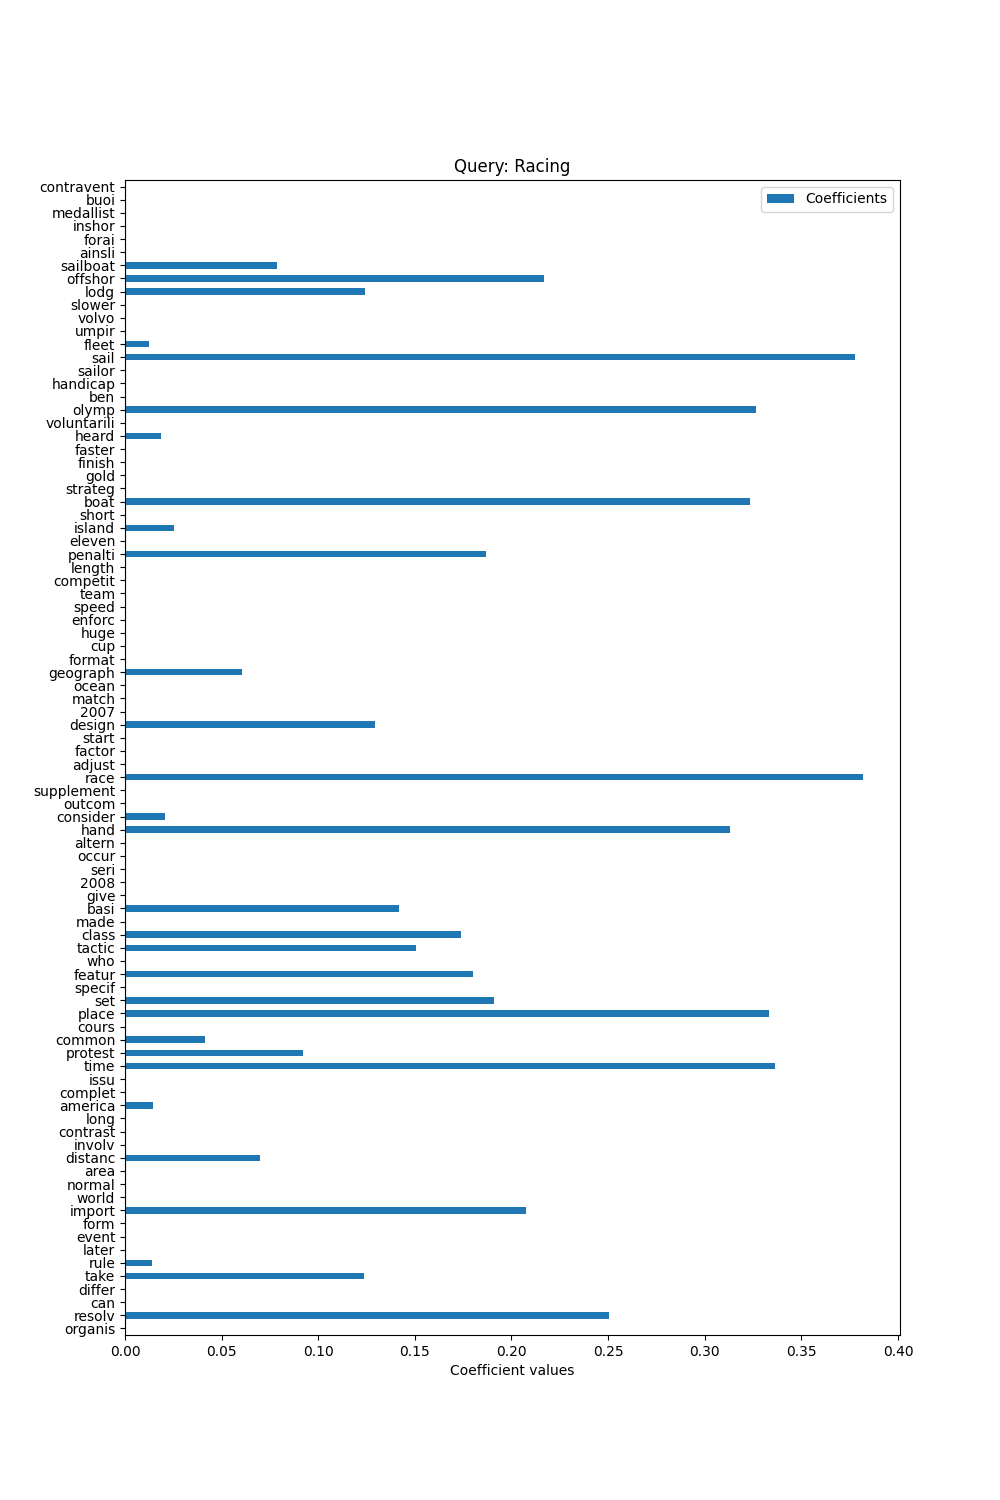 Query: Racing
Coefficients
contravent
buoi
medallist
inshor
forai
ainsli
sailboat
offshor
lodg
slower
volvo
umpir
fleet
sail
sailor
handicap
ben
olymp
voluntarili
heard
faster
finish
gold
strateg
boat
short
island
eleven
penalti
length
competit
team
speed
enforc
huge
cup
format
geograph
ocean
match
2007
design
start
factor
adjust
race
supplement
outcom
consider
hand
altern
occur
seri
2008
give
basi
made
class
tactic
who
featur
specif
set
place
cours
common
protest
time
issu
complet
america
long
contrast
involv
distanc
area
normal
world
import
form
event
later
rule
take
differ
can
resolv
organis
0.00 0.05 0.10 0.15 0.20 0.25 0.30 0.35 0.40
Coefficient values